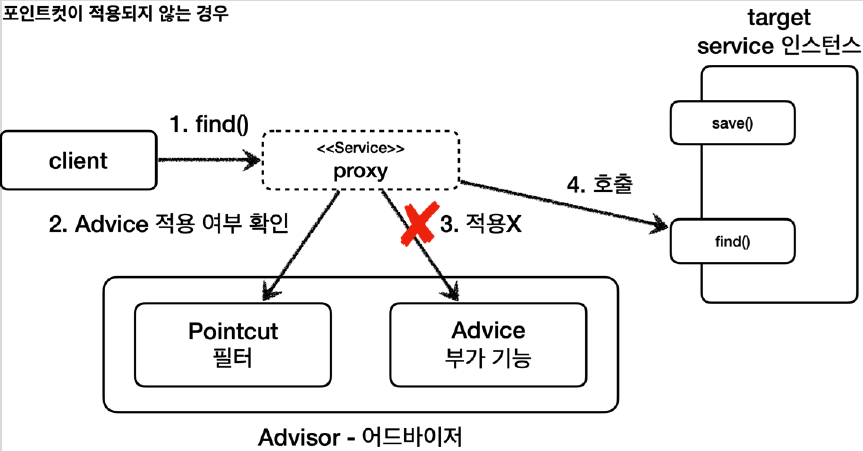 포인트컷이 적용되지 않는 경우
target
service 인스턴스
save()
1. find()
<<Service>>
proxy
client
4. 호출
2. Advice 적용 여부 확인
3. 적용X
find()
Pointcut
필터
Advice
부가 기능
Advisor - 어드바이저